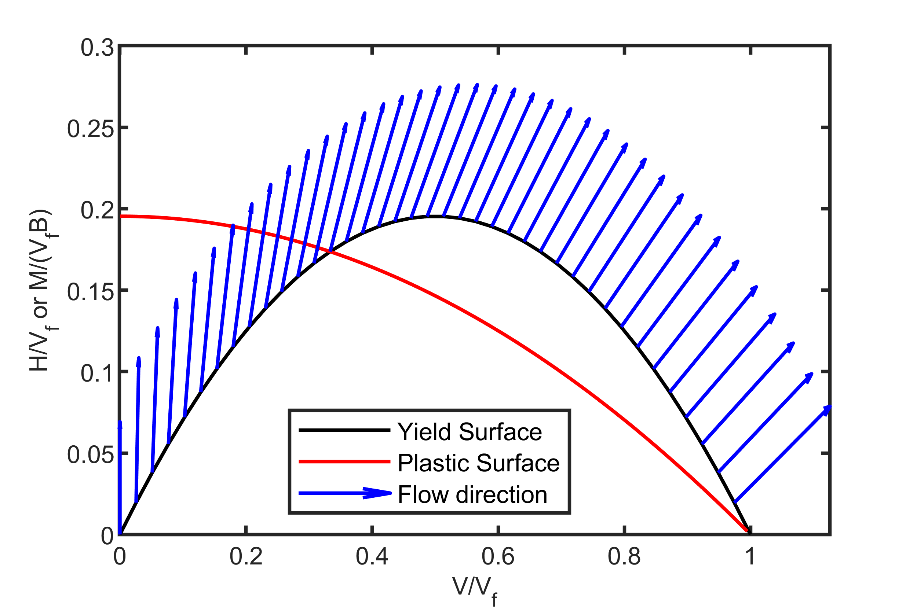 0.3
0.25
0.2
0.15
0.1
0.05
0
H/Vf or M/(VfB)
Yield Surface
Plastic Surface
Flow direction
0 0.2 0.4 0.6 0.8 1
V/Vf